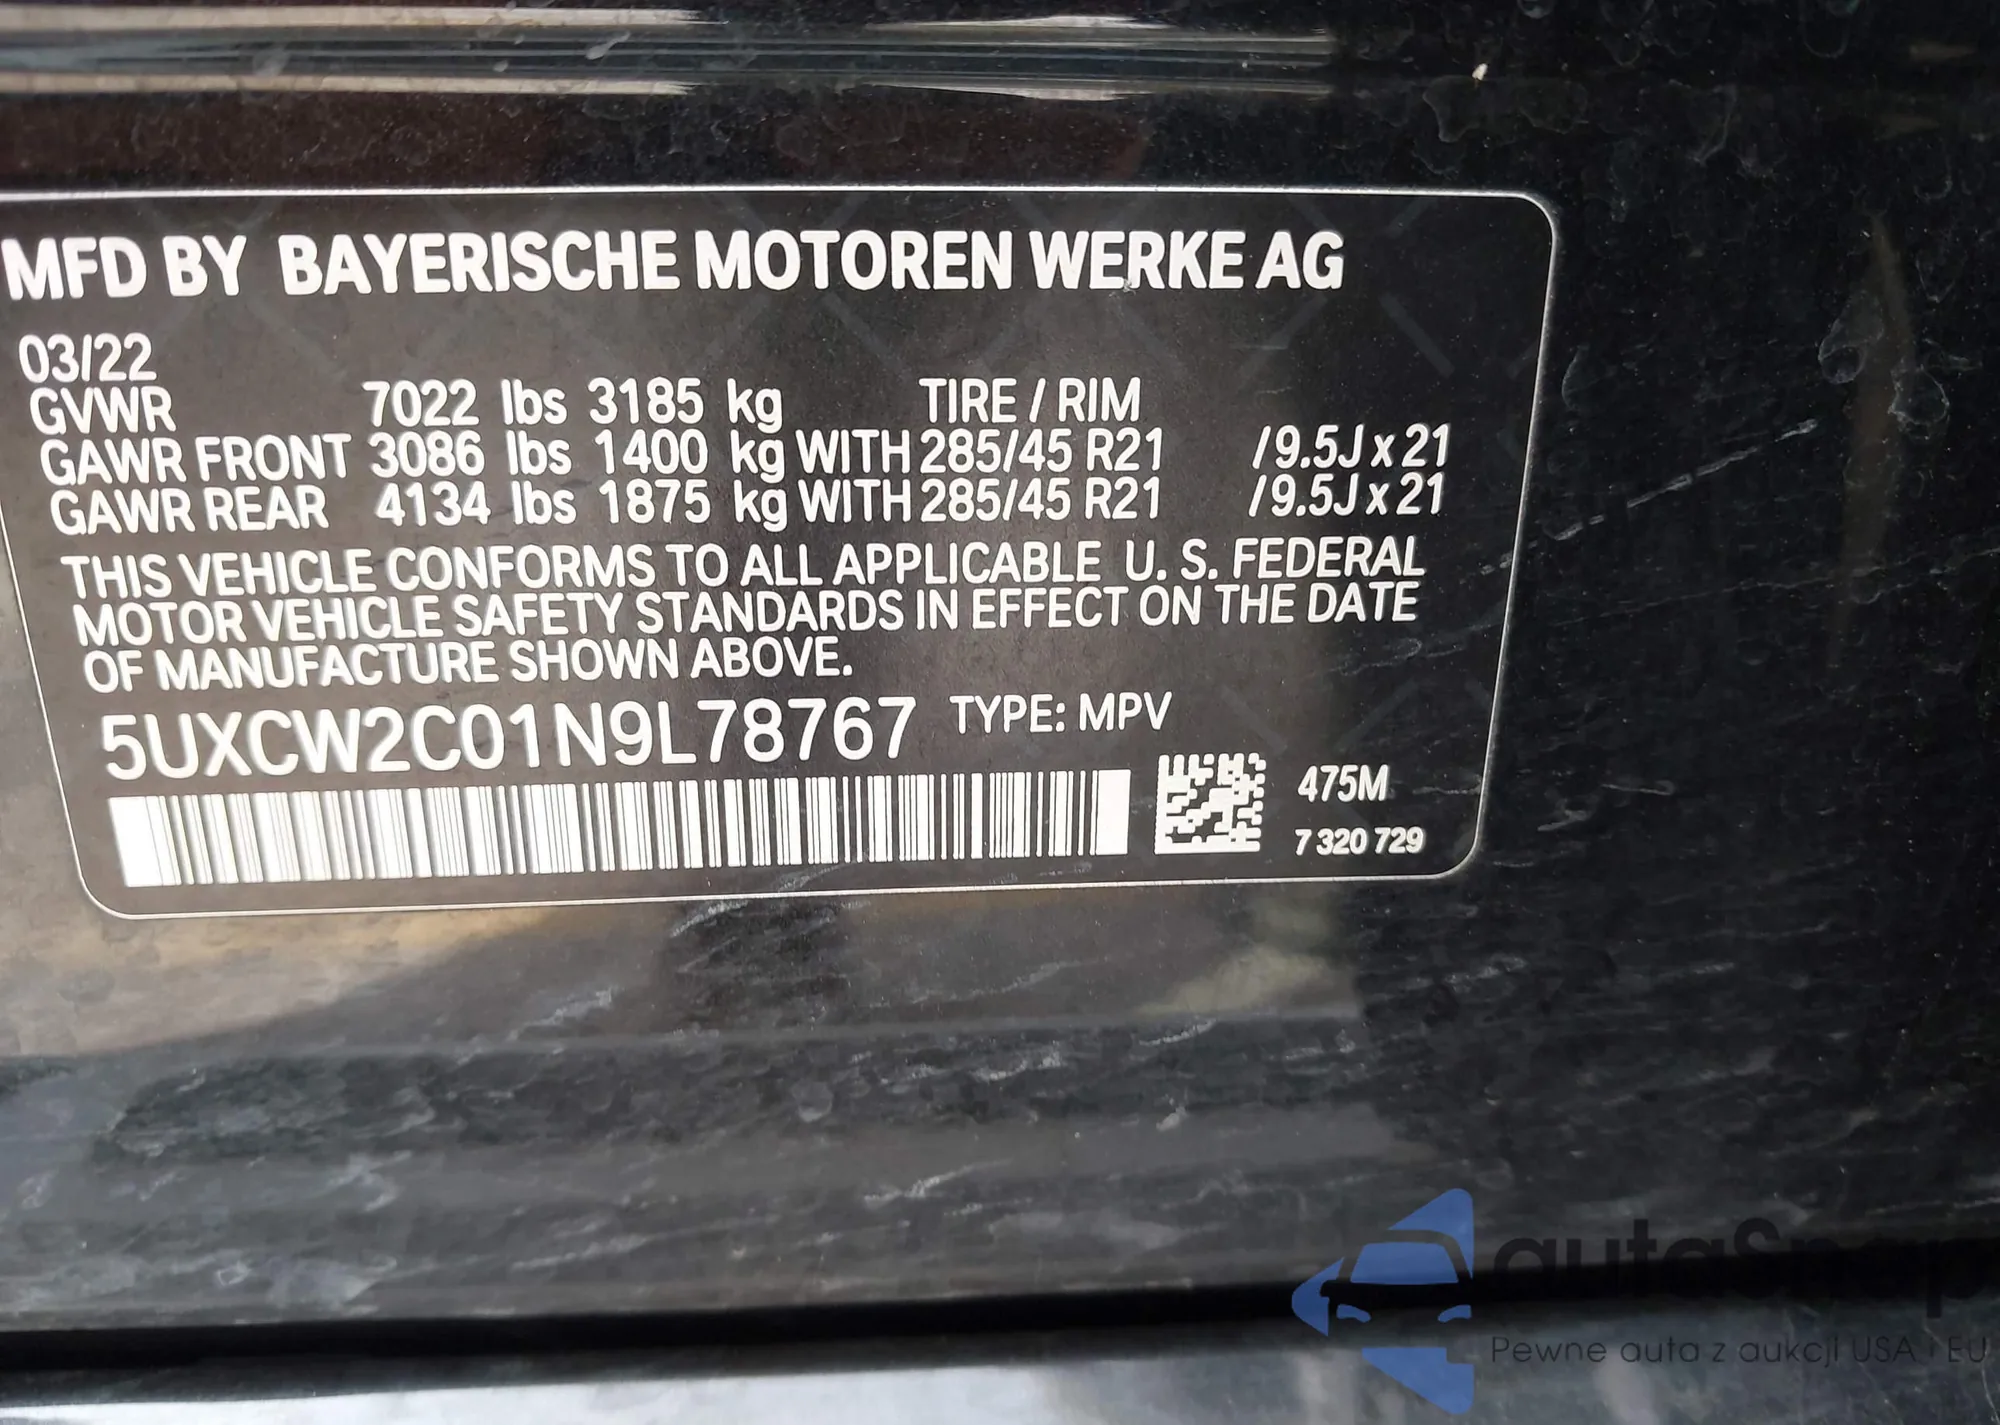 MFD BY BAYERISCHE MOTOREN WERKE AG
03/22
GVWR 7022 lbs 3185 kg TIRE / RIM
GAWR FRONT 3086 lbs 1400 kg WITH 285/45 R21 /9.5J x 21
GAWR REAR 4134 lbs 1875 kg WITH 285/45 R21 /9.5J x 21
THIS VEHICLE CONFORMS TO ALL APPLICABLE U. S. FEDERAL
MOTOR VEHICLE SAFETY STANDARDS IN EFFECT ON THE DATE
OF MANUFACTURE SHOWN ABOVE.
5UXCW2C01N9L78767 TYPE: MPV
475M
7 320 729
autaSnap
Pewne auta z aukcji USA i EU